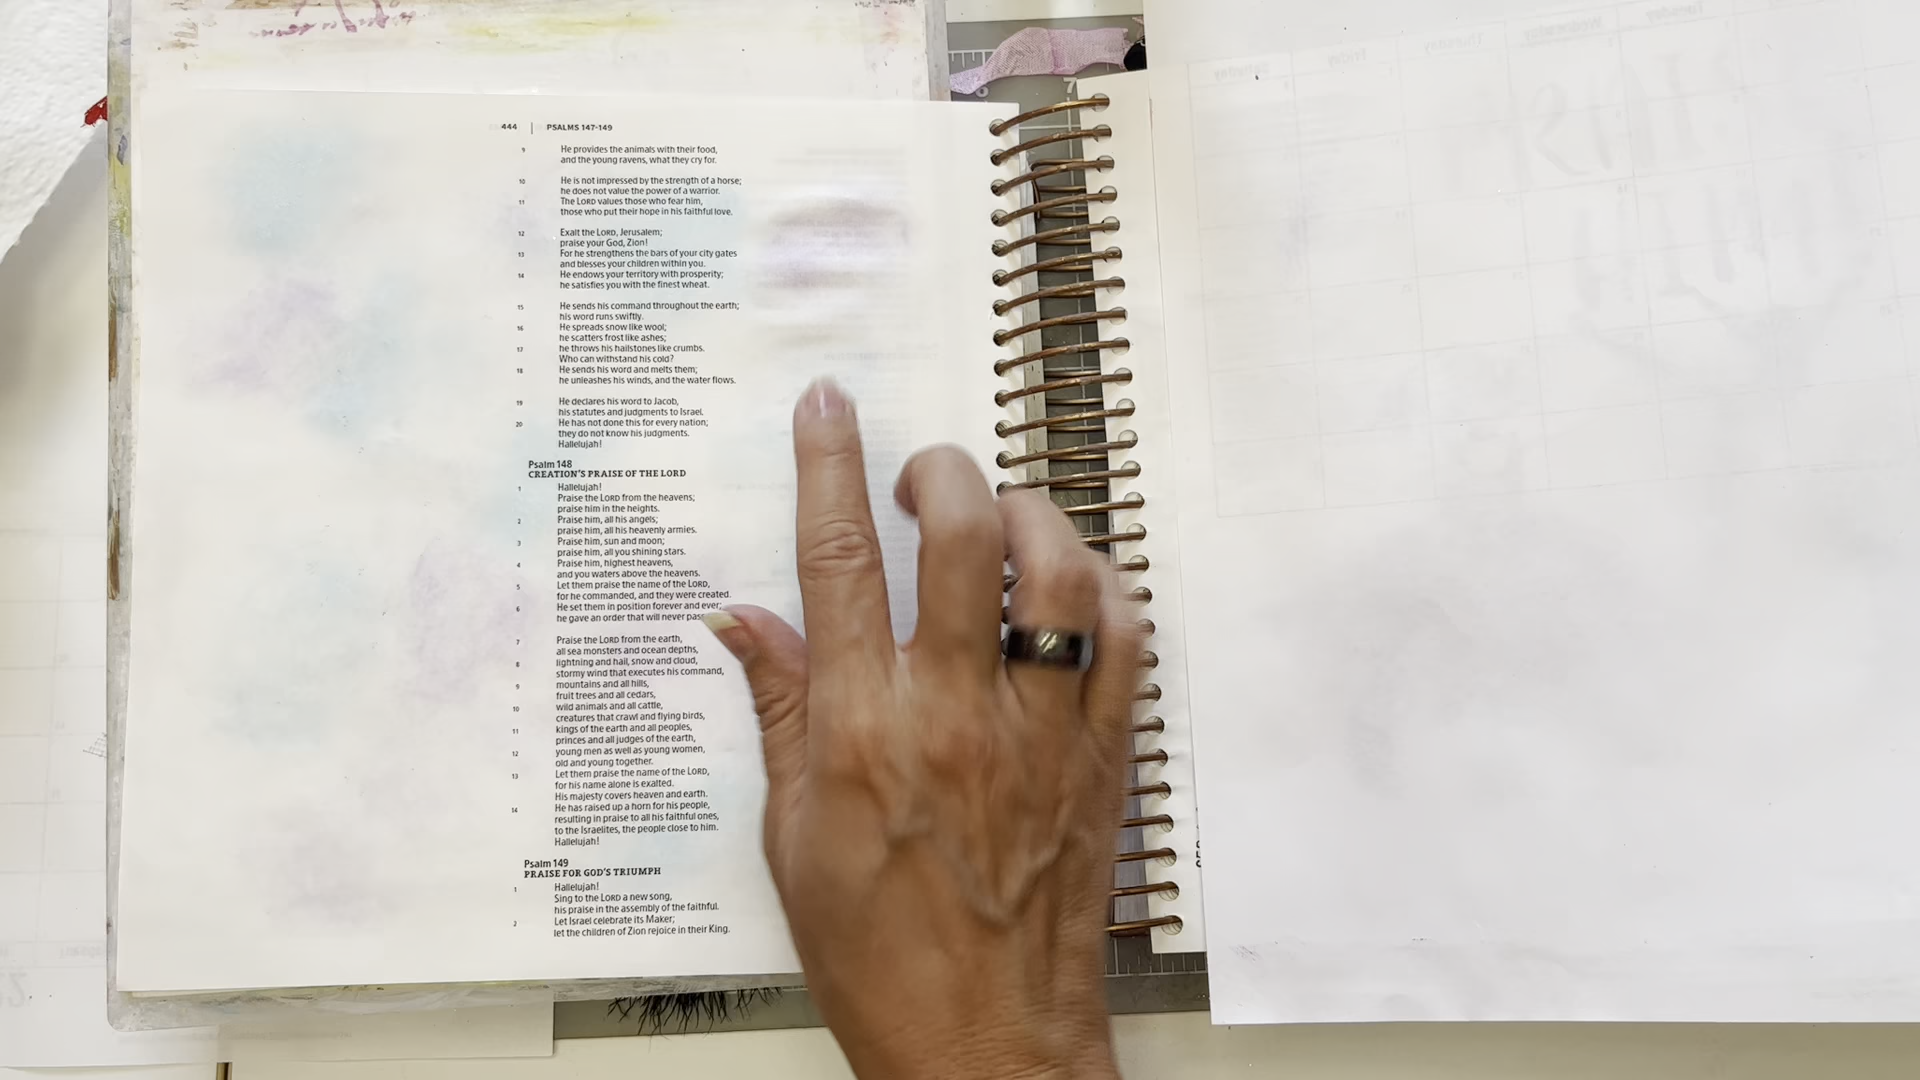 444 | PSALMS 147-149
9 He provides the animals with their food,
and the young ravens, what they cry for.
10 He is not impressed by the strength of a horse;
he does not value the power of a warrior.
11 The LORD values those who fear him,
those who put their hope in his faithful love.
12 Exalt the LORD, Jerusalem;
praise your God, Zion!
13 For he strengthens the bars of your city gates
and blesses your children within you.
14 He endows your territory with prosperity;
he satisfies you with the finest wheat.
15 He sends his command throughout the earth;
his word runs swiftly.
16 He spreads snow like wool;
he scatters frost like ashes;
17 he throws his hailstones like crumbs.
Who can withstand his cold?
18 He sends his word and melts them;
he unleashes his winds, and the water flows.
19 He declares his word to Jacob,
his statutes and judgments to Israel.
20 He has not done this for every nation;
they do not know his judgments.
Hallelujah!
Psalm 148
CREATION'S PRAISE OF THE LORD
1 Hallelujah!
Praise the LORD from the heavens;
praise him in the heights.
2 Praise him, all his angels;
praise him, all his heavenly armies.
3 Praise him, sun and moon;
praise him, all you shining stars.
4 Praise him, highest heavens,
and you waters above the heavens.
5 Let them praise the name of the LORD,
for he commanded, and they were created.
6 He set them in position forever and ever;
he gave an order that will never pas
7 Praise the LORD from the earth,
all sea monsters and ocean depths,
8 lightning and hail, snow and cloud,
stormy wind that executes his command,
9 mountains and all hills,
fruit trees and all cedars,
10 wild animals and all cattle,
creatures that crawl and flying birds,
11 kings of the earth and all peoples,
princes and all judges of the earth,
12 young men as well as young women,
old and young together.
13 Let them praise the name of the LORD,
for his name alone is exalted.
His majesty covers heaven and earth.
14 He has raised up a horn for his people,
resulting in praise to all his faithful ones,
to the Israelites, the people close to him.
Hallelujah!
Psalm 149
PRAISE FOR GOD'S TRIUMPH
1 Hallelujah!
Sing to the LORD a new song,
his praise in the assembly of the faithful.
2 Let Israel celebrate its Maker;
let the children of Zion rejoice in their King.